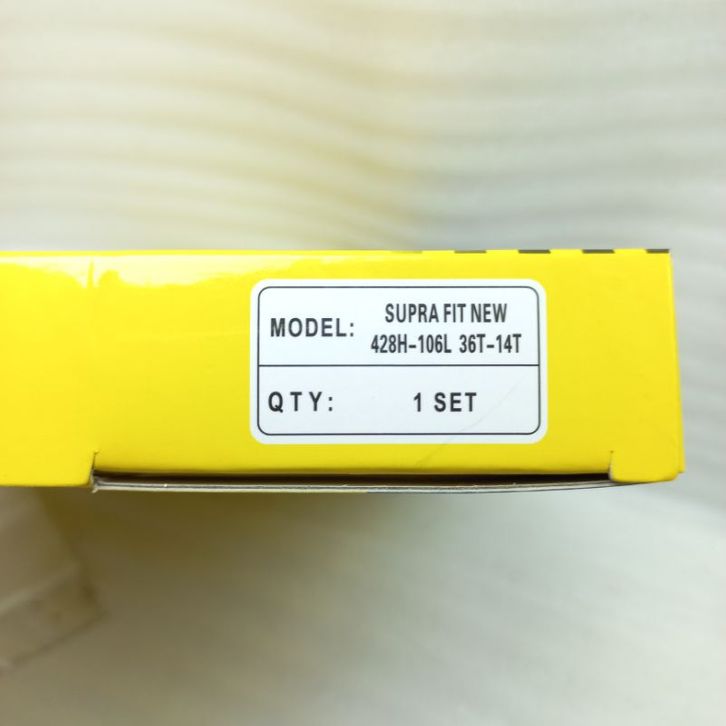 MODEL: SUPRA FIT NEW
428H-106L 36T-14T
QTY: 1 SET